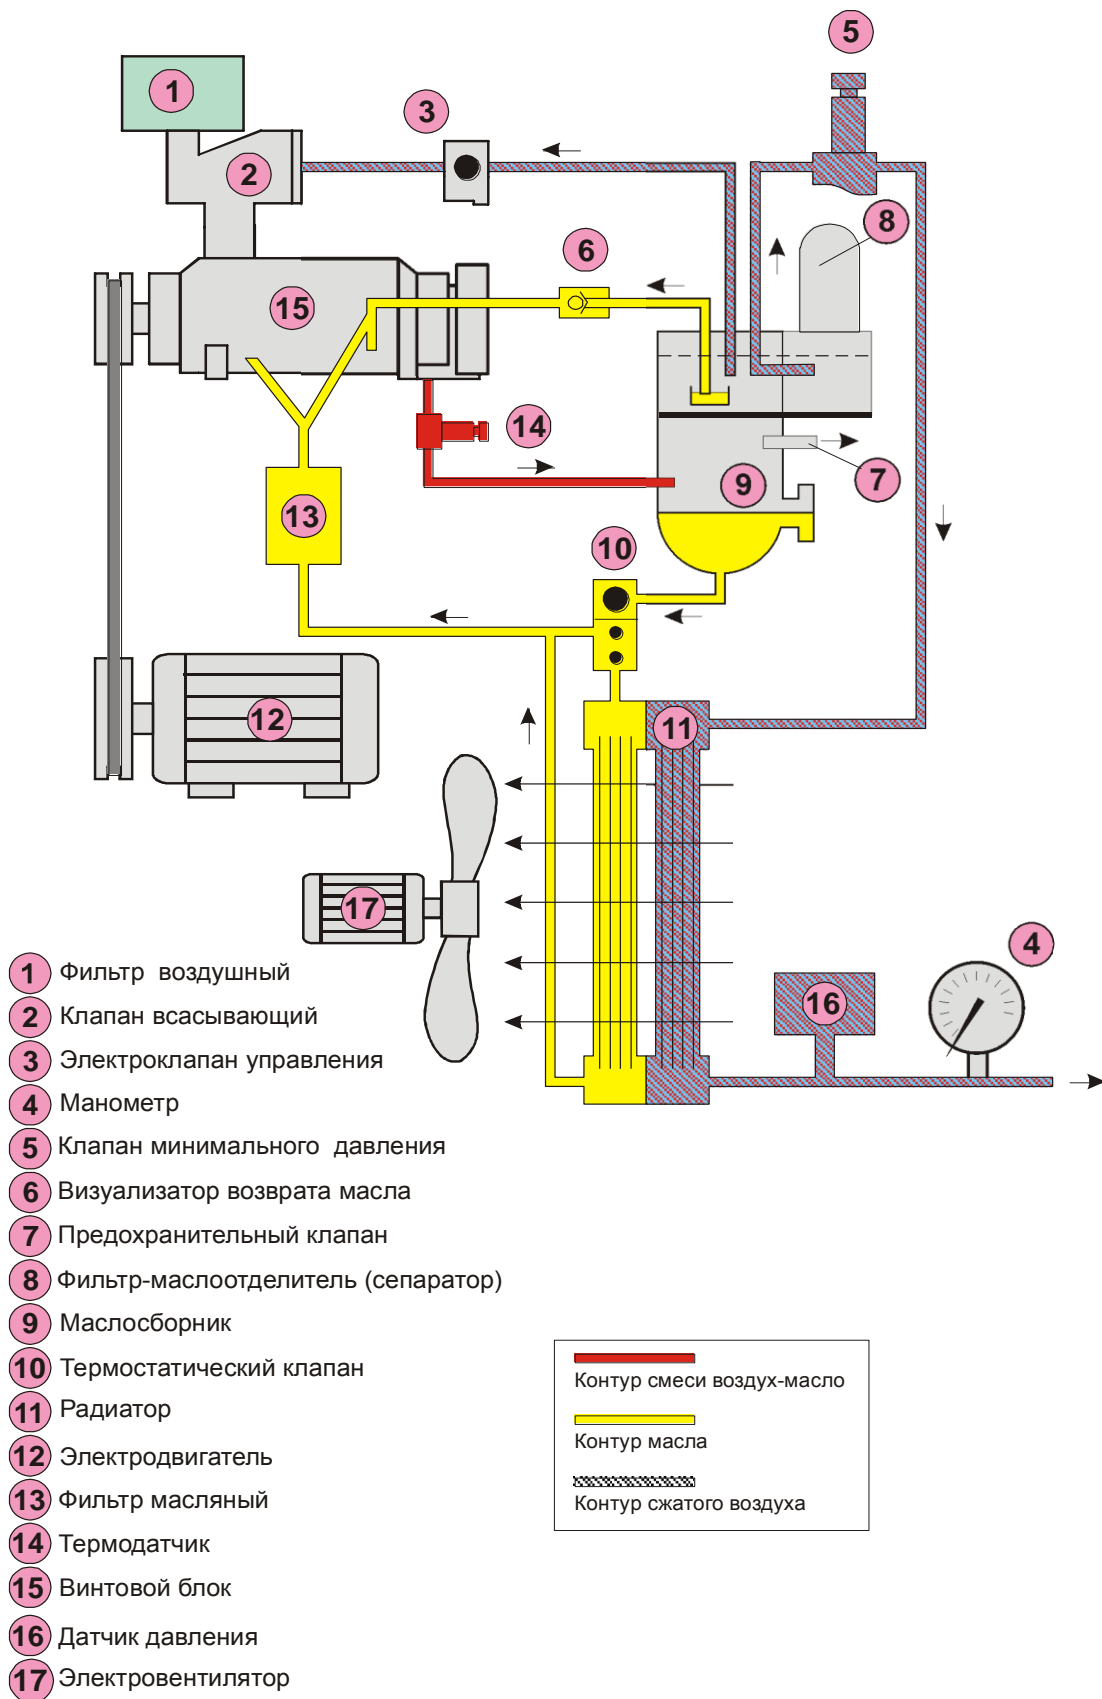 5
1
3
2
8
6
15
14
9
7
13
10
11
12
17
4
16
1 Фильтр воздушный
2 Клапан всасывающий
3 Электроклапан управления
4 Манометр
5 Клапан минимального давления
6 Визуализатор возврата масла
7 Предохранительный клапан
8 Фильтр-маслоотделитель (сепаратор)
9 Маслосборник
10 Термостатический клапан
11 Радиатор
12 Электродвигатель
13 Фильтр масляный
14 Термодатчик
15 Винтовой блок
16 Датчик давления
17 Электровентилятор
Контур смеси воздух-масло
Контур масла
Контур сжатого воздуха